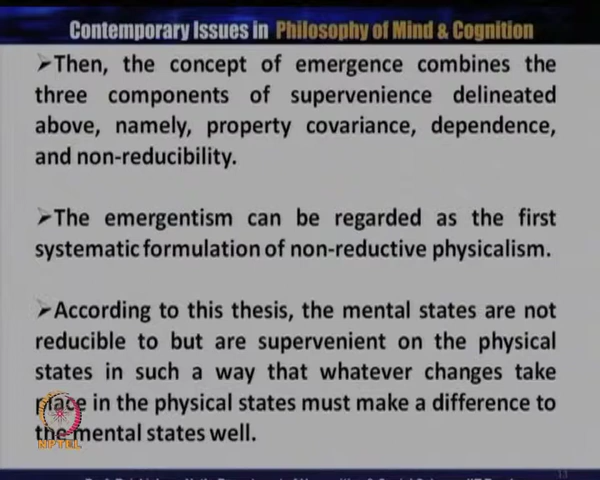 Contemporary Issues in Philosophy of Mind & Cognition
➤Then, the concept of emergence combines the
three components of supervenience delineated
above, namely, property covariance, dependence,
and non-reducibility.
➤The emergentism can be regarded as the first
systematic formulation of non-reductive physicalism.
➤According to this thesis, the mental states are not
reducible to but are supervenient on the physical
states in such a way that whatever changes take
place in the physical states must make a difference to
the mental states well.
NPTEL
13